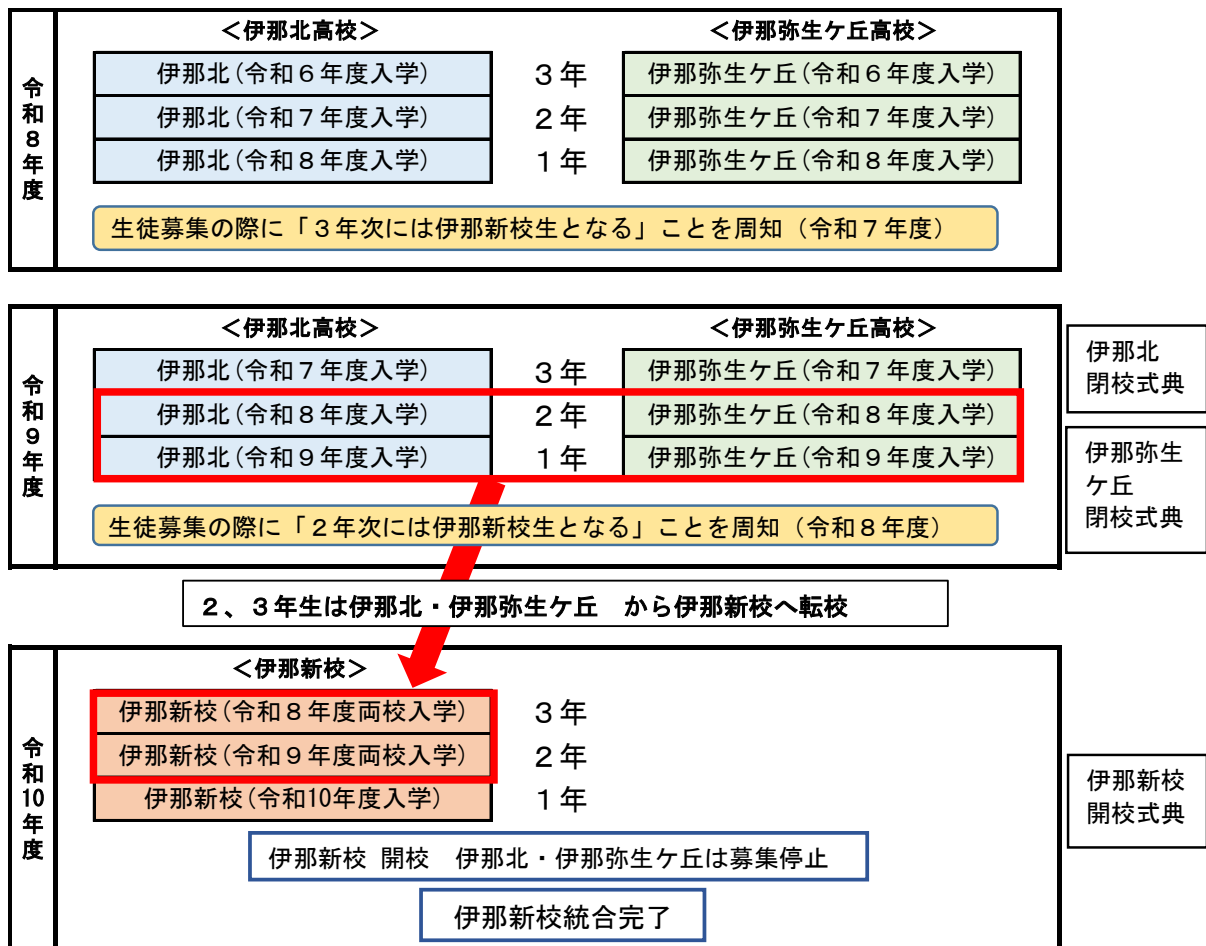 令和8年度
＜伊那北高校＞ ＜伊那弥生ケ丘高校＞
伊那北(令和６年度入学) ３年 伊那弥生ケ丘(令和６年度入学)
伊那北(令和７年度入学) ２年 伊那弥生ケ丘(令和７年度入学)
伊那北(令和８年度入学) １年 伊那弥生ケ丘(令和８年度入学)
生徒募集の際に「３年次には伊那新校生となる」ことを周知（令和７年度）
令和9年度
＜伊那北高校＞ ＜伊那弥生ケ丘高校＞
伊那北(令和７年度入学) ３年 伊那弥生ケ丘(令和７年度入学)
伊那北(令和８年度入学) ２年 伊那弥生ケ丘(令和８年度入学)
伊那北(令和９年度入学) １年 伊那弥生ケ丘(令和９年度入学)
生徒募集の際に「２年次には伊那新校生となる」ことを周知（令和８年度）
伊那北
閉校式典
伊那弥生
ケ丘
閉校式典
２、３年生は伊那北・伊那弥生ケ丘　から伊那新校へ転校
令和10年度
＜伊那新校＞
伊那新校(令和８年度両校入学) ３年
伊那新校(令和９年度両校入学) ２年
伊那新校(令和10年度入学) １年
伊那新校 開校　伊那北・伊那弥生ケ丘は募集停止
伊那新校統合完了
伊那新校
開校式典